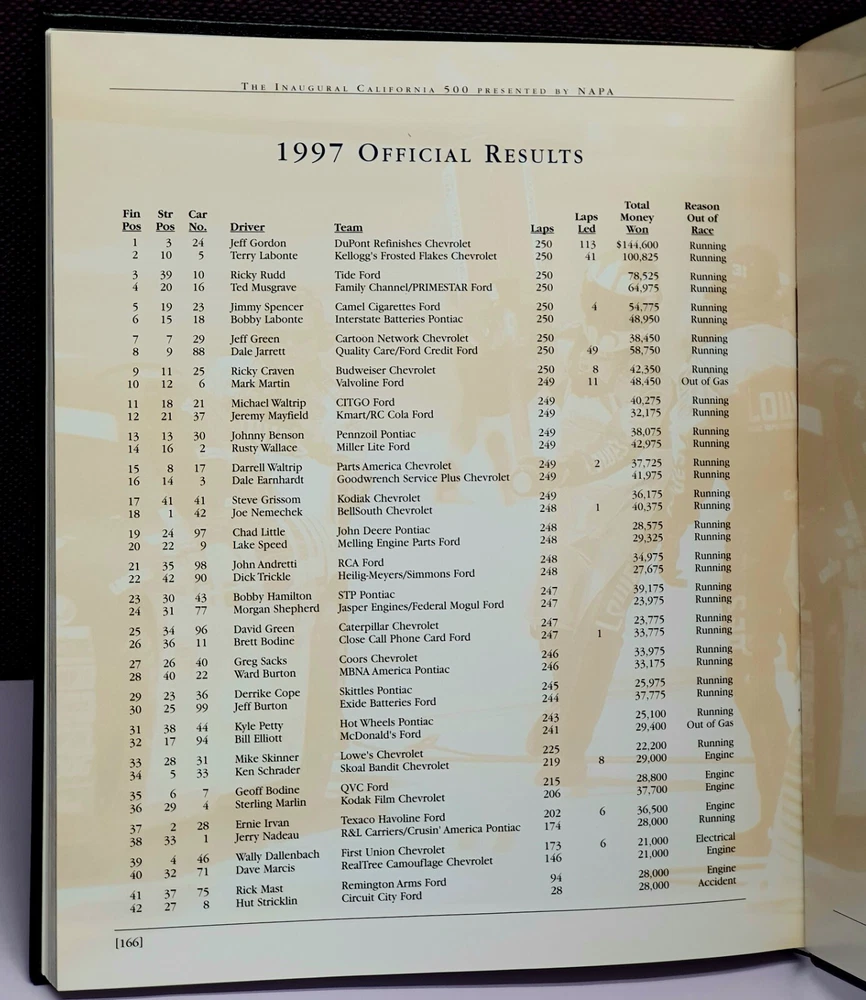 THE INAUGURAL CALIFORNIA 500 PRESENTED BY NAPA
1997 OFFICIAL RESULTS
Fin Pos Str Pos Car No. Driver Team Laps Laps Led Total Money Won Reason Out of Race
1 3 24 Jeff Gordon DuPont Refinishes Chevrolet 250 113 $144,600 Running
2 10 5 Terry Labonte Kellogg's Frosted Flakes Chevrolet 250 41 100,825 Running
3 39 10 Ricky Rudd Tide Ford 250 78,525 Running
4 20 16 Ted Musgrave Family Channel/PRIMESTAR Ford 250 64,975 Running
5 19 23 Jimmy Spencer Camel Cigarettes Ford 250 4 54,775 Running
6 15 18 Bobby Labonte Interstate Batteries Pontiac 250 48,950 Running
7 7 29 Jeff Green Cartoon Network Chevrolet 250 38,450 Running
8 9 88 Dale Jarrett Quality Care/Ford Credit Ford 250 49 58,750 Running
9 11 25 Ricky Craven Budweiser Chevrolet 250 8 42,350 Running
10 12 6 Mark Martin Valvoline Ford 249 11 48,450 Out of Gas
11 18 21 Michael Waltrip CITGO Ford 249 40,275 Running
12 21 37 Jeremy Mayfield Kmart/RC Cola Ford 249 32,175 Running
13 13 30 Johnny Benson Pennzoil Pontiac 249 38,075 Running
14 16 2 Rusty Wallace Miller Lite Ford 249 42,975 Running
15 8 17 Darrell Waltrip Parts America Chevrolet 249 2 37,725 Running
16 14 3 Dale Earnhardt Goodwrench Service Plus Chevrolet 249 41,975 Running
17 41 41 Steve Grissom Kodiak Chevrolet 249 36,175 Running
18 1 42 Joe Nemechek BellSouth Chevrolet 248 1 40,375 Running
19 24 97 Chad Little John Deere Pontiac 248 28,575 Running
20 22 9 Lake Speed Melling Engine Parts Ford 248 29,325 Running
21 35 98 John Andretti RCA Ford 248 34,975 Running
22 42 90 Dick Trickle Heilig-Meyers/Simmons Ford 248 27,675 Running
23 30 43 Bobby Hamilton STP Pontiac 247 39,175 Running
24 31 77 Morgan Shepherd Jasper Engines/Federal Mogul Ford 247 23,975 Running
25 34 96 David Green Caterpillar Chevrolet 247 23,775 Running
26 36 11 Brett Bodine Close Call Phone Card Ford 247 1 33,775 Running
27 26 40 Greg Sacks Coors Chevrolet 246 33,975 Running
28 40 22 Ward Burton MBNA America Pontiac 246 33,175 Running
29 23 36 Derrike Cope Skittles Pontiac 245 25,975 Running
30 25 99 Jeff Burton Exide Batteries Ford 244 37,775 Running
31 38 44 Kyle Petty Hot Wheels Pontiac 243 25,100 Running
32 17 94 Bill Elliott McDonald's Ford 241 29,400 Out of Gas
33 28 31 Mike Skinner Lowe's Chevrolet 225 22,200 Running
34 5 33 Ken Schrader Skoal Bandit Chevrolet 219 8 29,000 Engine
35 6 7 Geoff Bodine QVC Ford 215 28,800 Engine
36 29 4 Sterling Marlin Kodak Film Chevrolet 206 37,700 Engine
37 2 28 Ernie Irvan Texaco Havoline Ford 202 6 36,500 Engine
38 33 1 Jerry Nadeau R&L Carriers/Crusin' America Pontiac 174 28,000 Running
39 4 46 Wally Dallenbach First Union Chevrolet 173 6 21,000 Electrical
40 32 71 Dave Marcis RealTree Camouflage Chevrolet 146 21,000 Engine
41 37 75 Rick Mast Remington Arms Ford 94 28,000 Engine
42 27 8 Hut Stricklin Circuit City Ford 28 28,000 Accident
[166]